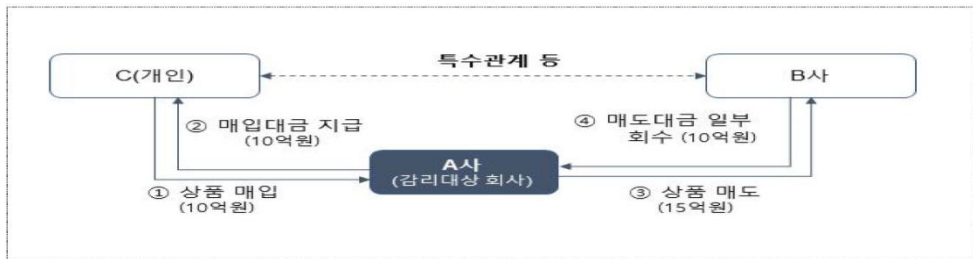 특수관계 등
C(개인)
B사
② 매입대금 지급
(10억원)
④ 매도대금 일부
회수 (10억원)
A사
(감리대상 회사)
① 상품 매입
(10억원)
③ 상품 매도
(15억원)